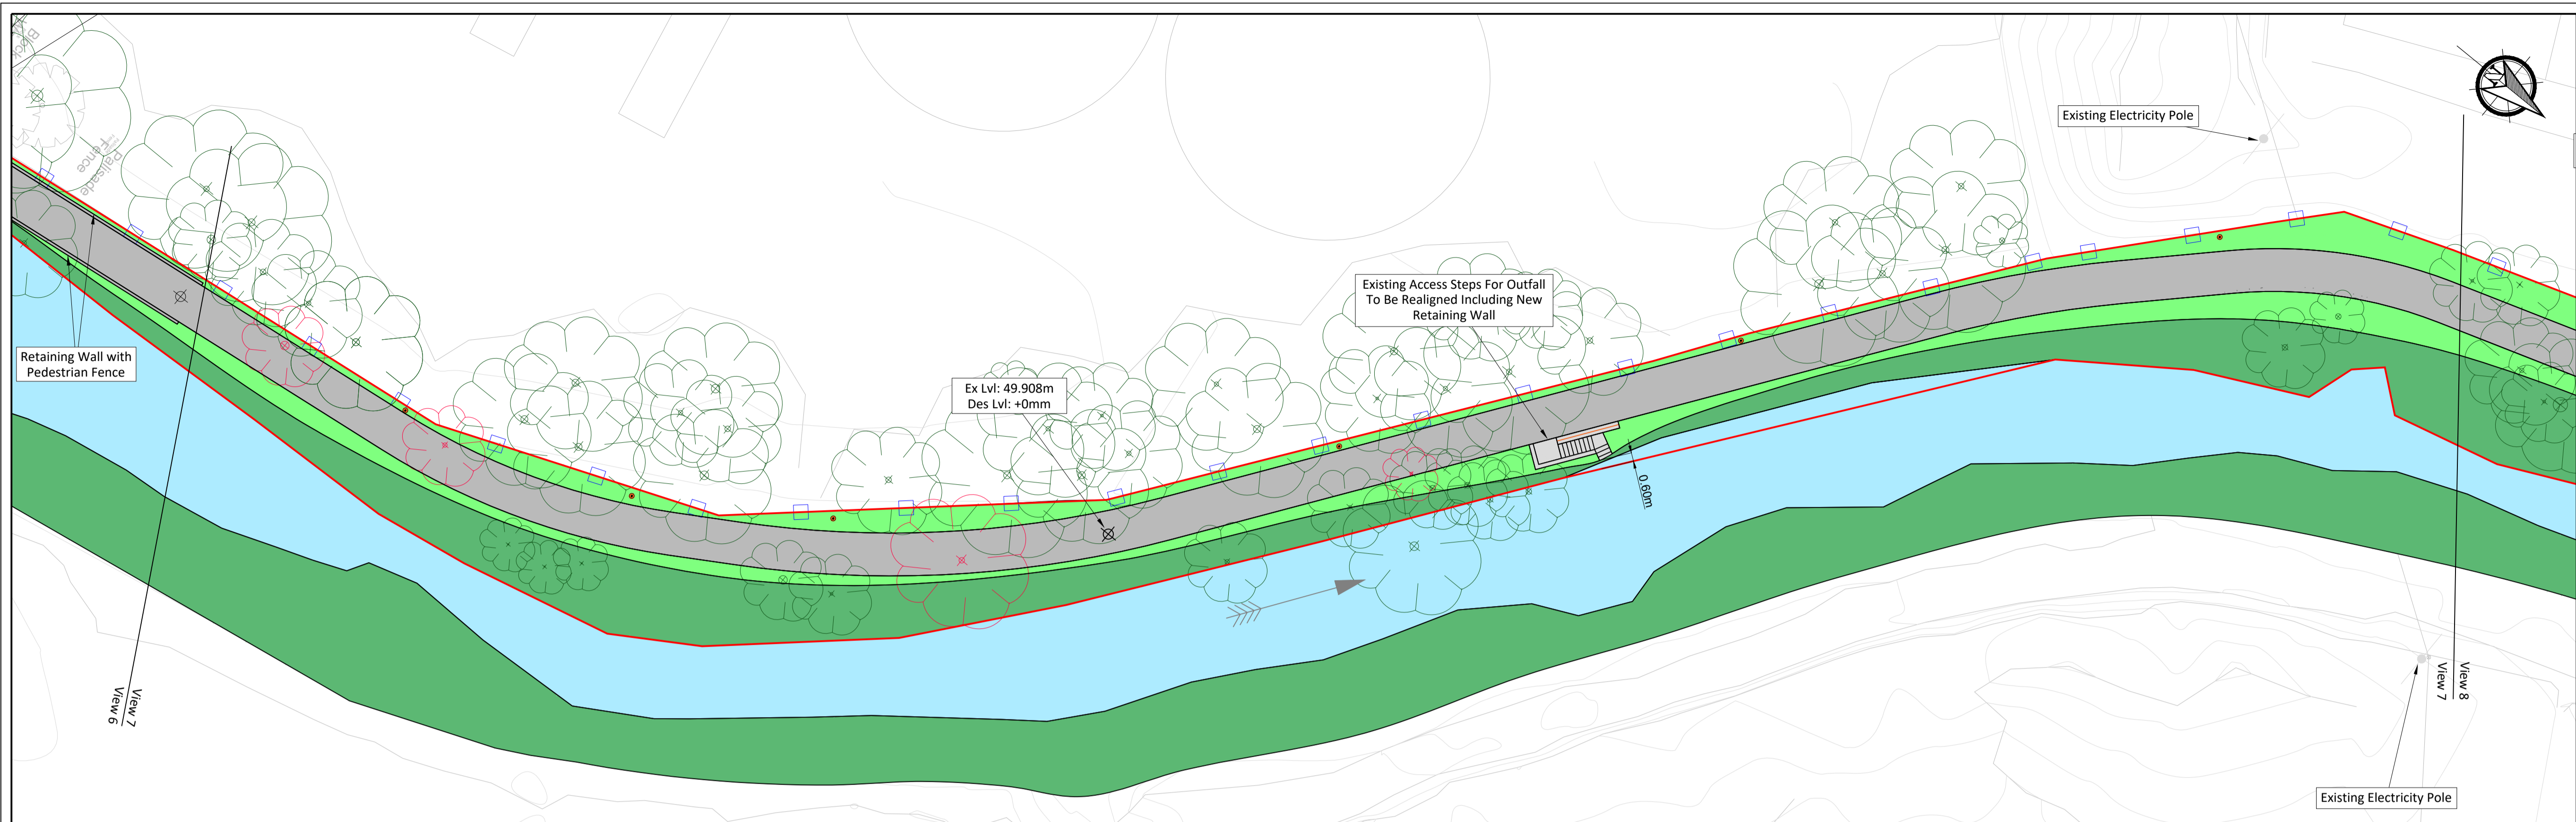 Block
Palisade
Fence
Existing Electricity Pole
N
Existing Access Steps For Outfall
To Be Realigned Including New
Retaining Wall
Retaining Wall with
Pedestrian Fence
Ex Lvl: 49.908m
Des Lvl: +0mm
0.60m
View 7
View 6
View 8
View 7
Existing Electricity Pole